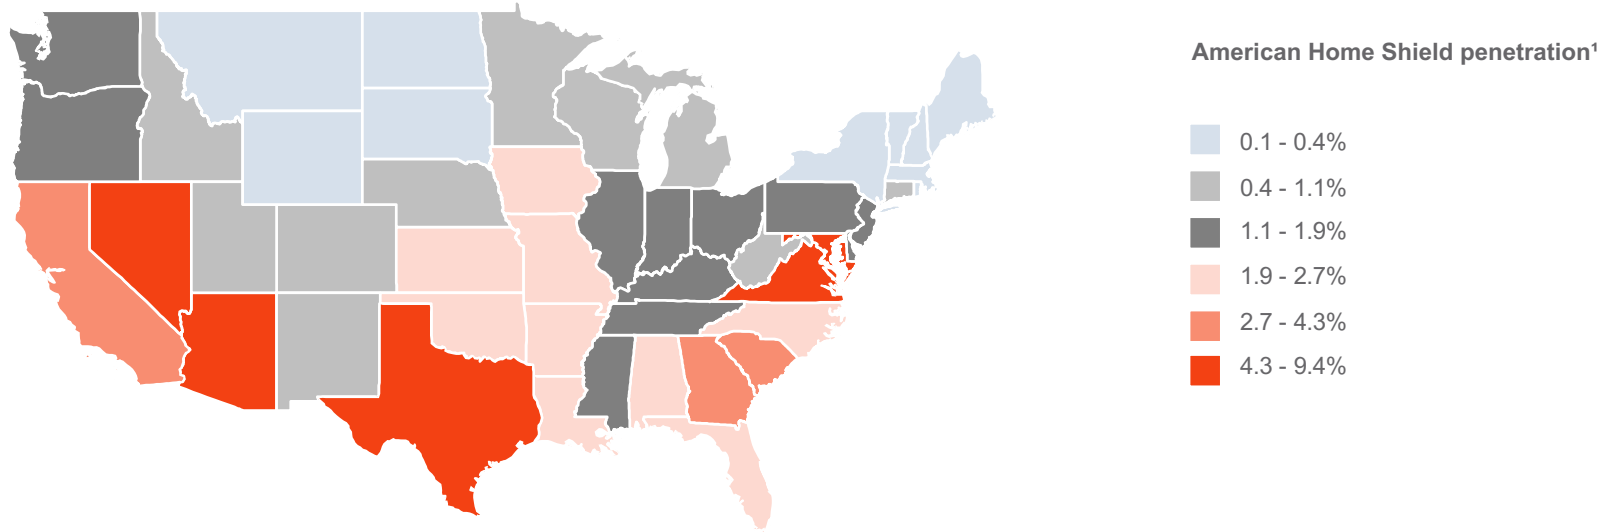 American Home Shield penetration¹
0.1 - 0.4%
0.4 - 1.1%
1.1 - 1.9%
1.9 - 2.7%
2.7 - 4.3%
4.3 - 9.4%